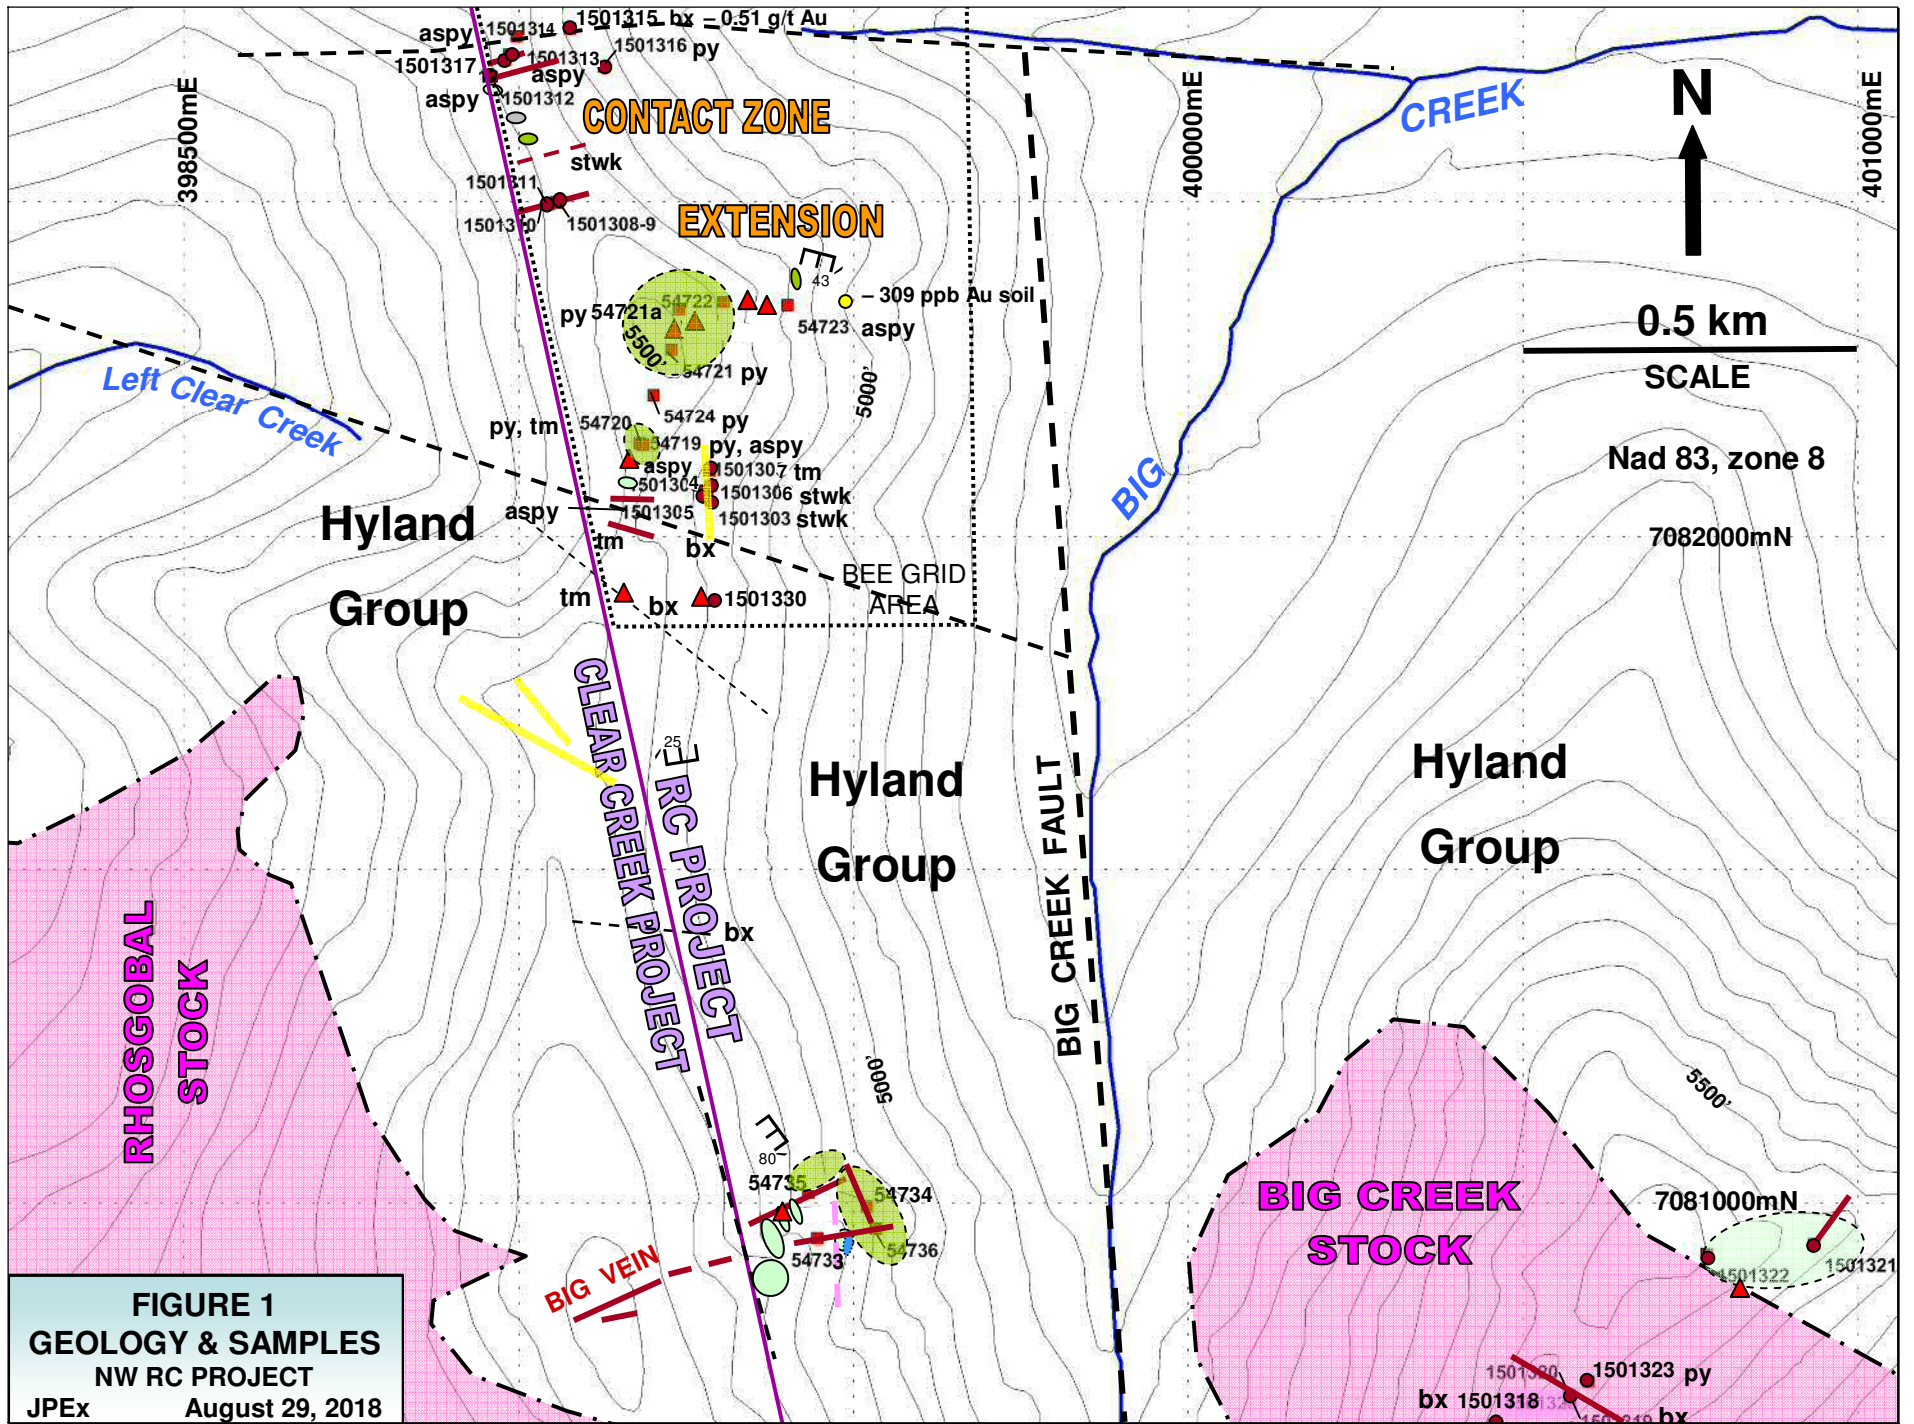 aspy 1501314 1501315 bx – 0.51 g/t Au
1501317 1501313 1501316 py
aspy
aspy 1501312
CONTACT ZONE
stwk
1501311
1501310 1501308-9
EXTENSION
398500mE
400000mE
401000mE
CREEK
N
43
– 309 ppb Au soil
py 54721a 54722
54723 aspy
5500'
54721 py
5000'
0.5 km
SCALE
Left Clear Creek
54724 py
py, tm 54720
54719 py, aspy
aspy 1501307 tm
1501304 1501306 stwk
aspy 1501305 1501303 stwk
tm
bx
Nad 83, zone 8
7082000mN
BIG
Hyland
Group
BEE GRID
AREA
tm bx 1501330
CLEAR CREEK PROJECT
RC PROJECT
25
Hyland
Group
Hyland
Group
BIG CREEK FAULT
RHOSGOBAL
STOCK
bx
5000'
5500'
80
54735
54734
54733
54736
BIG VEIN
BIG CREEK
STOCK
7081000mN
1501322
1501321
1501320 1501323 py
bx 1501318
1501319 bx
FIGURE 1
GEOLOGY & SAMPLES
NW RC PROJECT
JPEx August 29, 2018